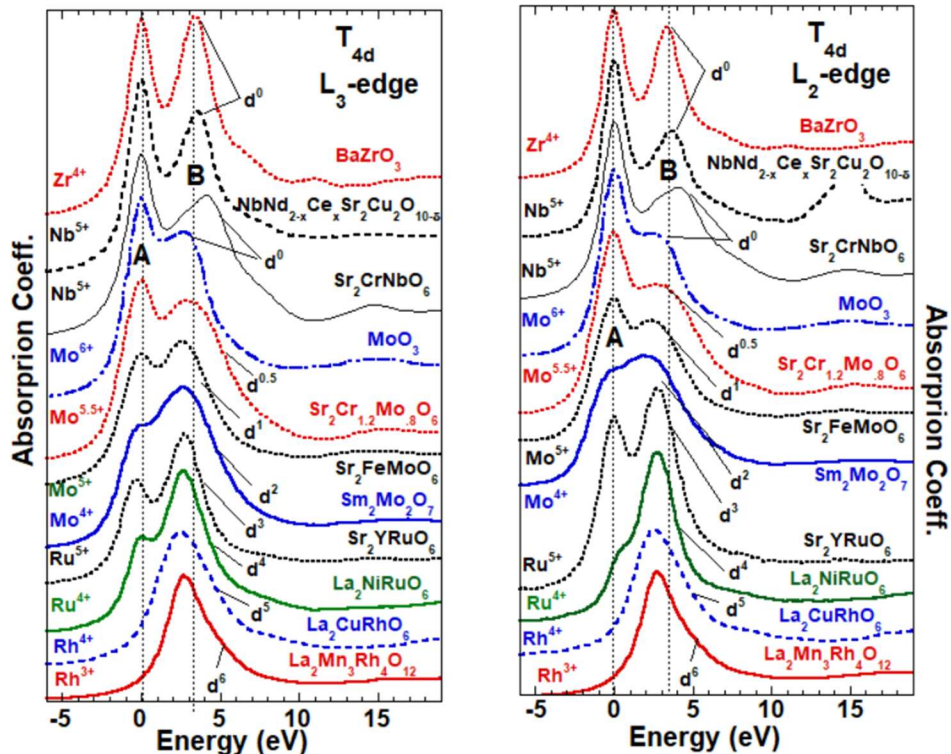 T4d
L3-edge
d0
Zr4+
BaZrO3
B
NbNd2-xCexSr2Cu2O10-δ
Nb5+
A
d0
Nb5+
Sr2CrNbO6
Mo6+
MoO3
d0.5
Mo5.5+
Sr2Cr1.2Mo.8O6
d1
Mo5+
Sr2FeMoO6
Mo4+
d2
Sm2Mo2O7
Ru5+
d3
Sr2YRuO6
d4
Ru4+
La2NiRuO6
d5
Rh4+
La2CuRhO6
Rh3+
La2Mn3Rh4O12
d6
-5 0 5 10 15
Energy (eV)
Absorprion Coeff.
T4d
L2-edge
d0
Zr4+
BaZrO3
NbNd2-xCexSr2Cu2O10-δ
B
Nb5+
d0
Nb5+
Sr2CrNbO6
Mo6+
MoO3
A
d0.5
Mo5.5+
Sr2Cr1.2Mo.8O6
d1
Mo5+
Sr2FeMoO6
Mo4+
d2
Sm2Mo2O7
d3
Ru5+
Sr2YRuO6
d4
Ru4+
La2NiRuO6
d5
Rh4+
La2CuRhO6
Rh3+
La2Mn3Rh4O12
d6
-5 0 5 10 15
Energy (eV)
Absorprion Coeff.